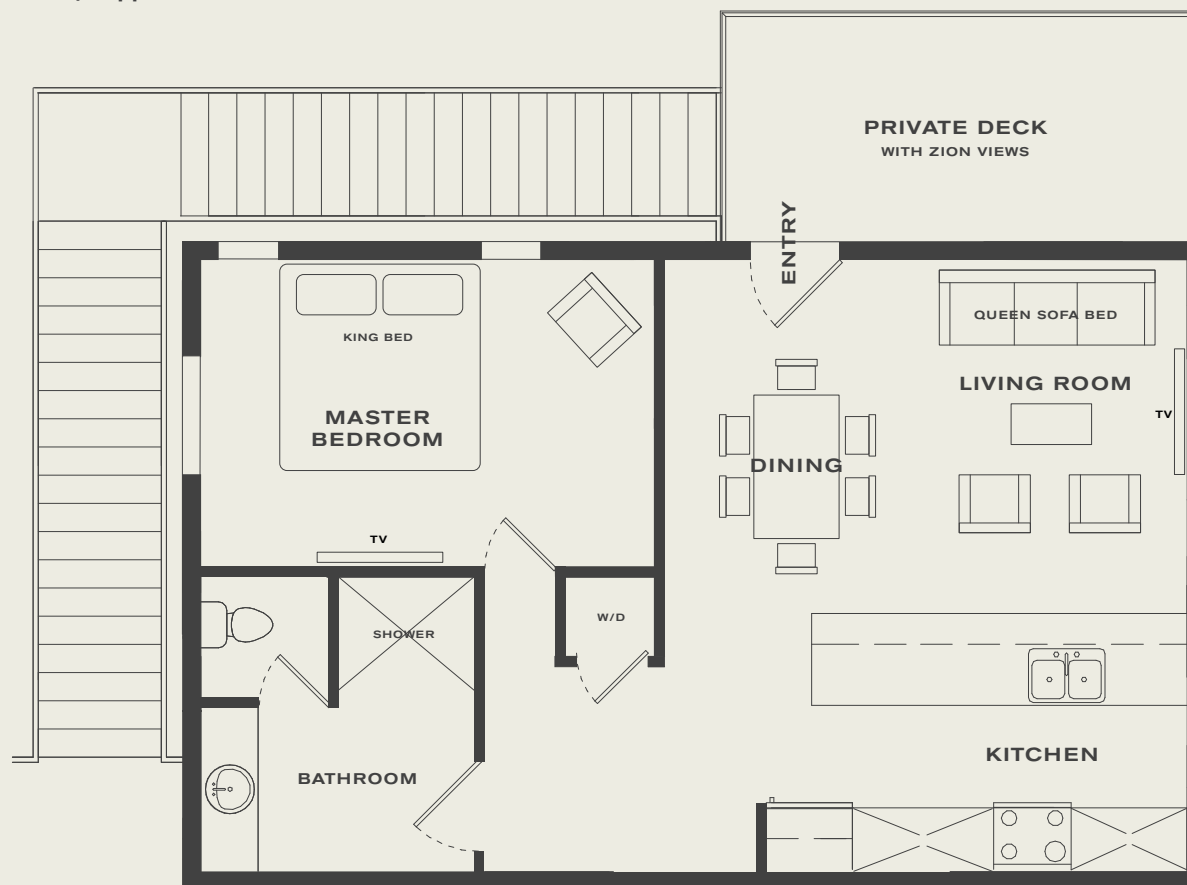 PRIVATE DECK
WITH ZION VIEWS
ENTRY
QUEEN SOFA BED
KING BED
LIVING ROOM
TV
MASTER
BEDROOM
DINING
TV
W/D
SHOWER
KITCHEN
BATHROOM